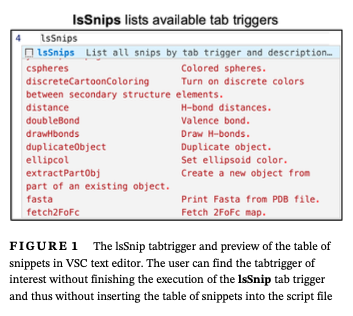 lsSnips lists available tab triggers
4 lsSnips
lsSnips List all snips by tab trigger and description…
cspheres Colored spheres.
discreteCartoonColoring Turn on discrete colors
between secondary structure elements.
distance H-bond distances.
doubleBond Valence bond.
drawHbonds Draw H-bonds.
duplicateObject Duplicate object.
ellipcol Set ellipsoid color.
extractPartObj Create a new object from
part of an existing object.
fasta Print Fasta from PDB file.
fetch2FoFc Fetch 2FoFc map.
FIGURE 1 The lsSnip tabtrigger and preview of the table of
snippets in VSC text editor. The user can find the tabtrigger of
interest without finishing the execution of the lsSnip tab trigger
and thus without inserting the table of snippets into the script file